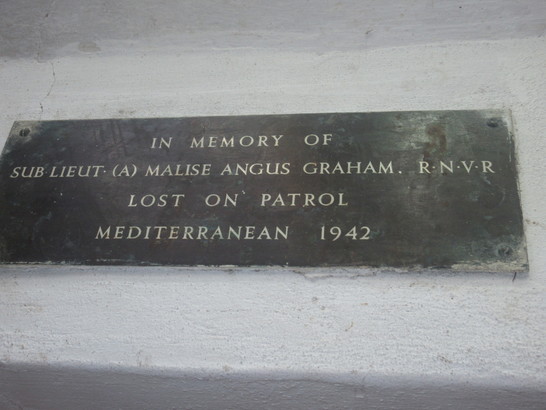 IN MEMORY OF
SUB·LIEUT· (A) MALISE ANGUS GRAHAM. R·N·V·R
LOST ON PATROL
MEDITERRANEAN 1942